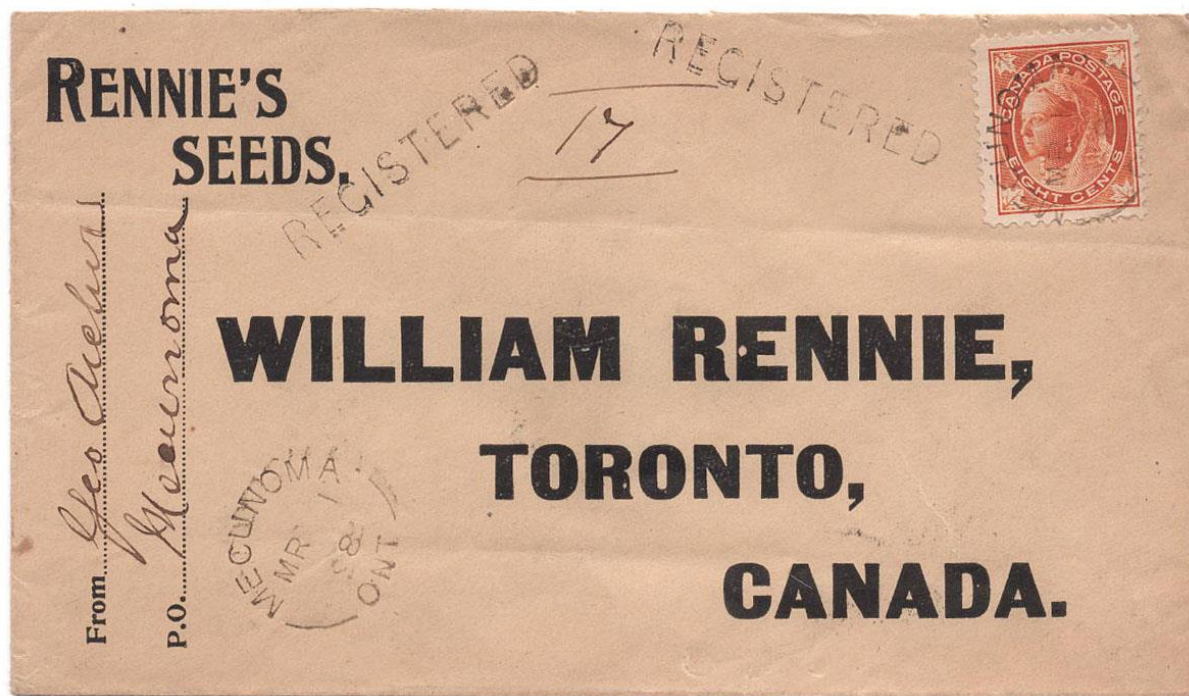 RENNIE'S
SEEDS.
REGISTERED
REGISTERED
17
CANADA POSTAGE
EIGHT CENTS
From Geo
P.O. Mecunoma
WILLIAM RENNIE,
TORONTO,
CANADA.
MECUNOMA
MR 1
98
ONT